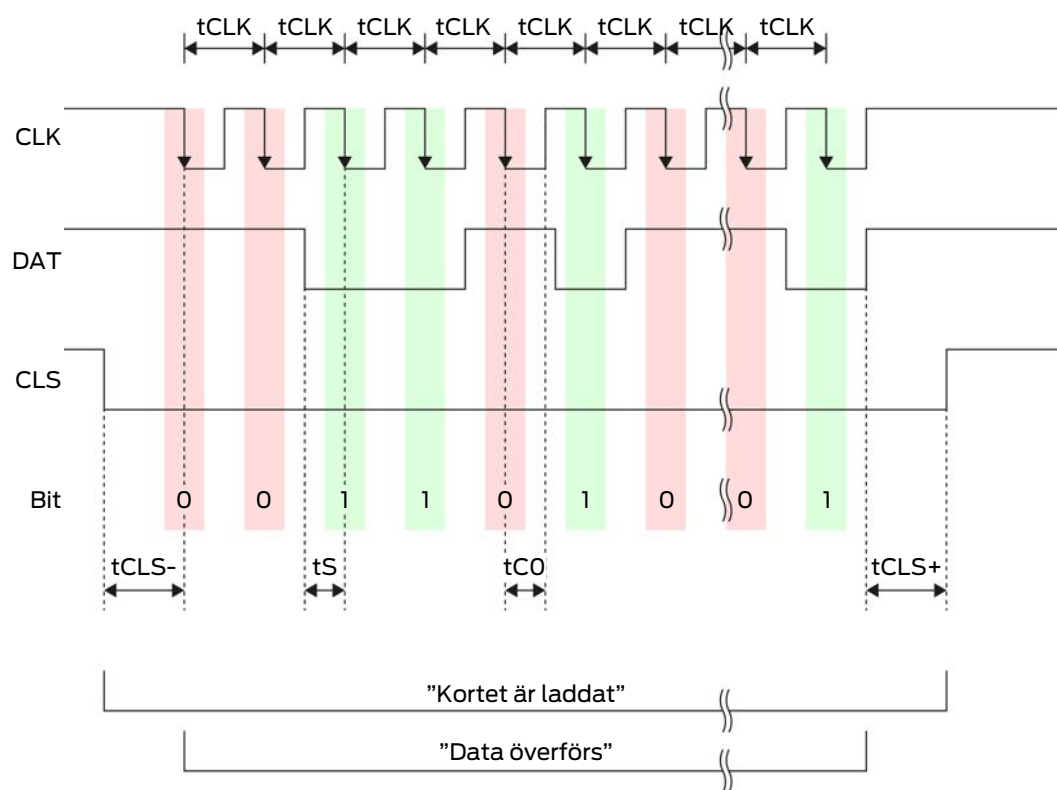 tCLK tCLK tCLK tCLK tCLK tCLK tCLK tCLK
CLK
DAT
CLS
Bit 0 0 1 1 0 1 0 0 1
tCLS- tS tC0 tCLS+
”Kortet är laddat”
”Data överförs”